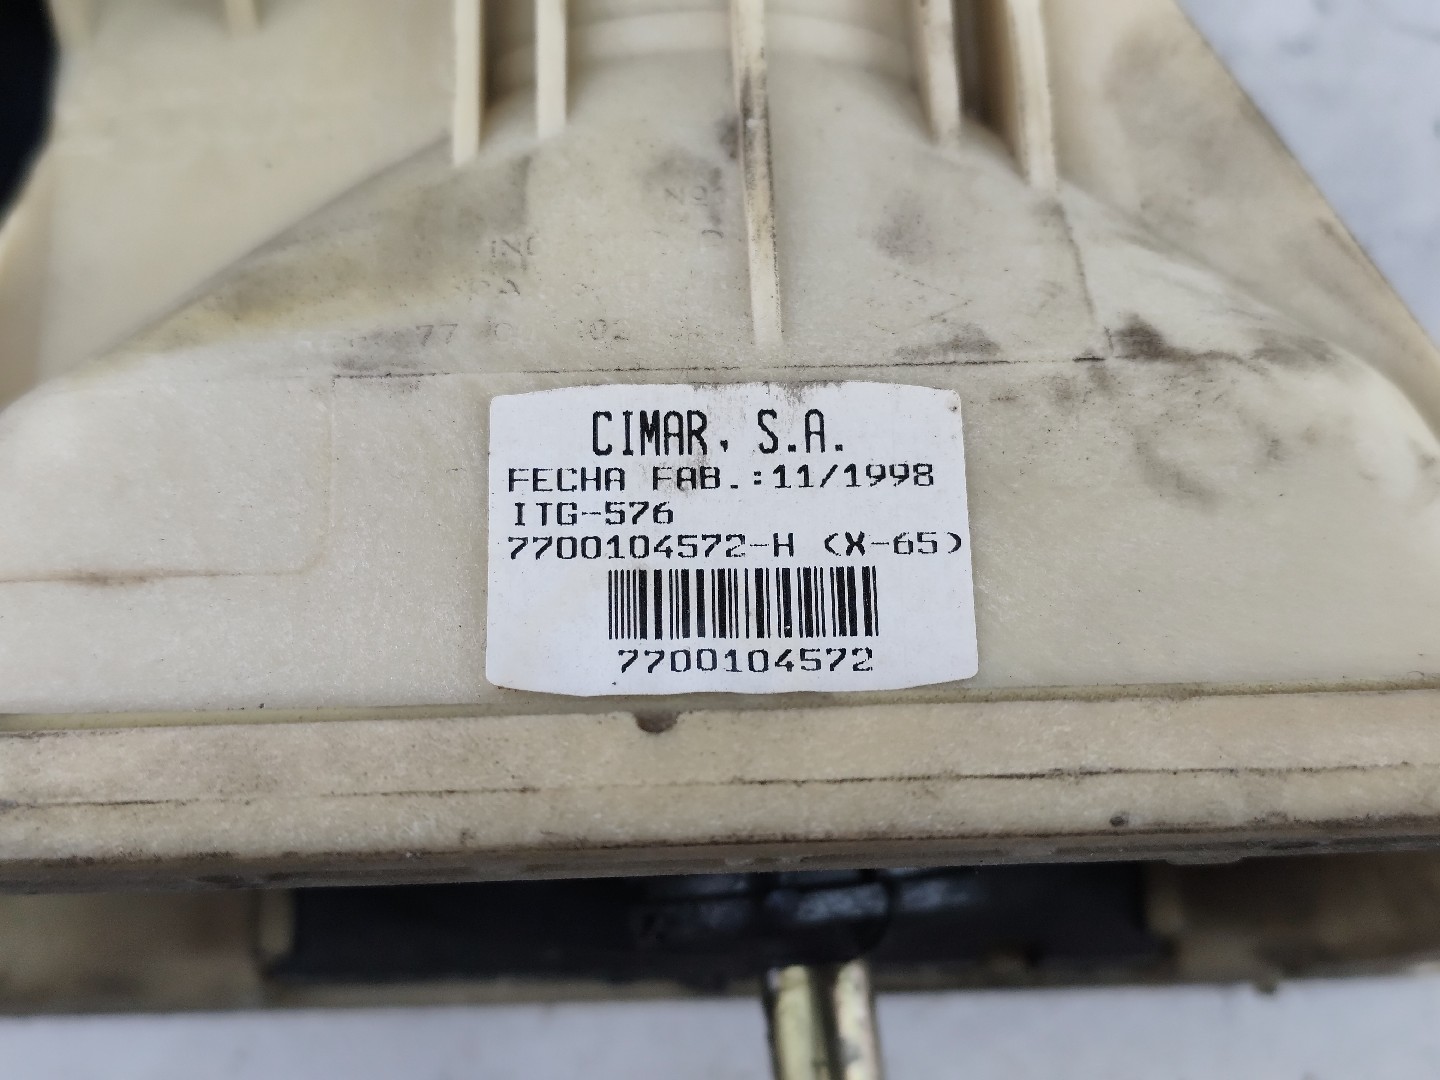 CIMAR, S.A.
FECHA FAB.:11/1998
ITG-576
7700104572-H (X-65)
7700104572